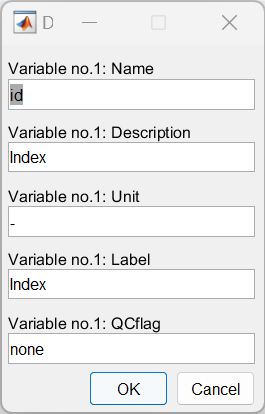 D
Variable no.1: Name
id
Variable no.1: Description
Index
Variable no.1: Unit
-
Variable no.1: Label
Index
Variable no.1: QCflag
none
OK Cancel